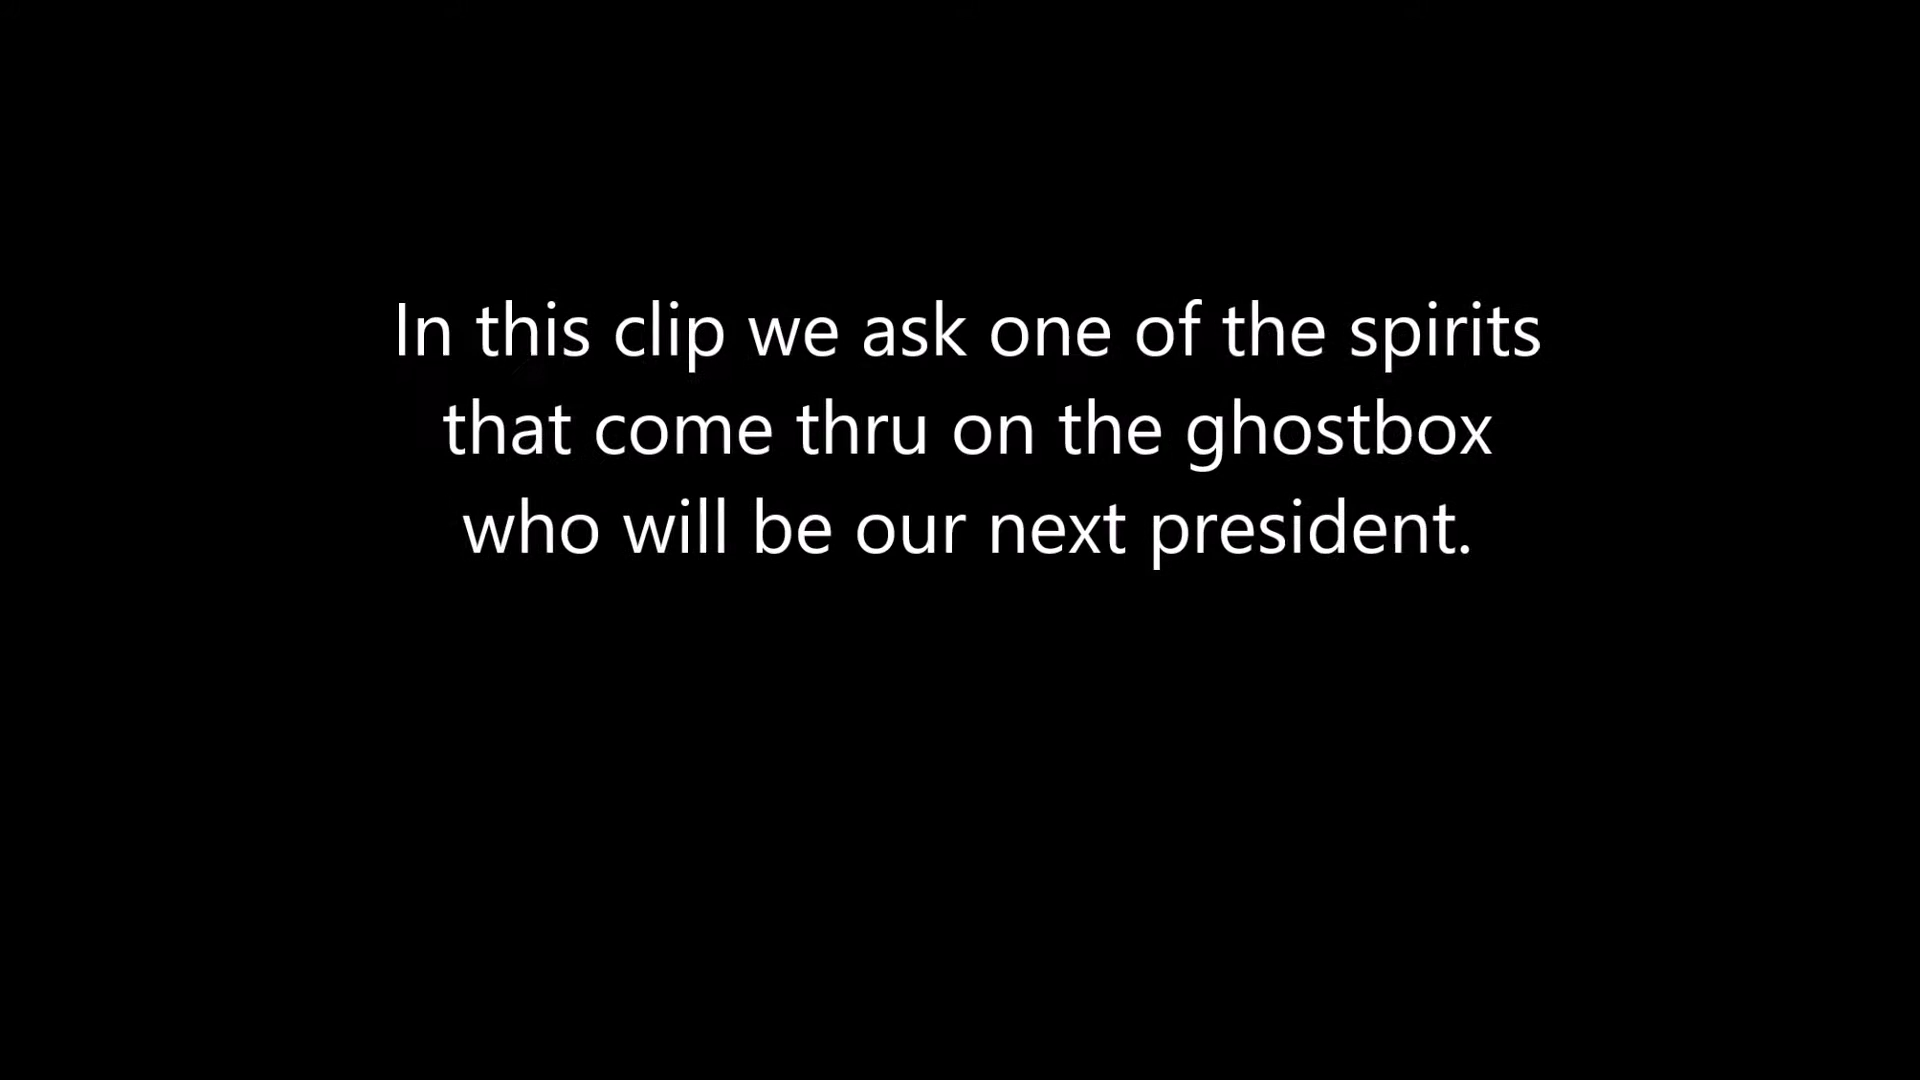 In this clip we ask one of the spirits
that come thru on the ghostbox
who will be our next president.